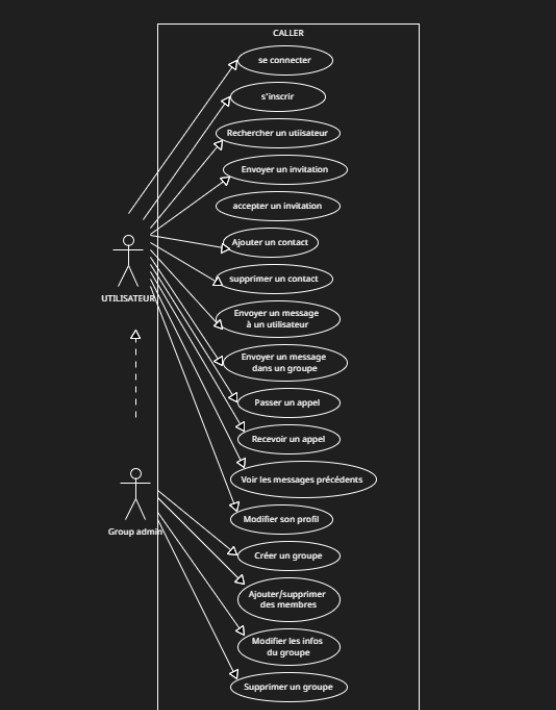 CALLER
se connecter
s'inscrir
Rechercher un utiisateur
Envoyer un invitation
accepter un invitation
Ajouter un contact
supprimer un contact
UTILISATEUR
Envoyer un message
à un utilisateur
Envoyer un message
dans un groupe
Passer un appel
Recevoir un appel
Voir les messages précédents
Modifier son profil
Group admin
Créer un groupe
Ajouter/supprimer
des membres
Modifier les infos
du groupe
Supprimer un groupe